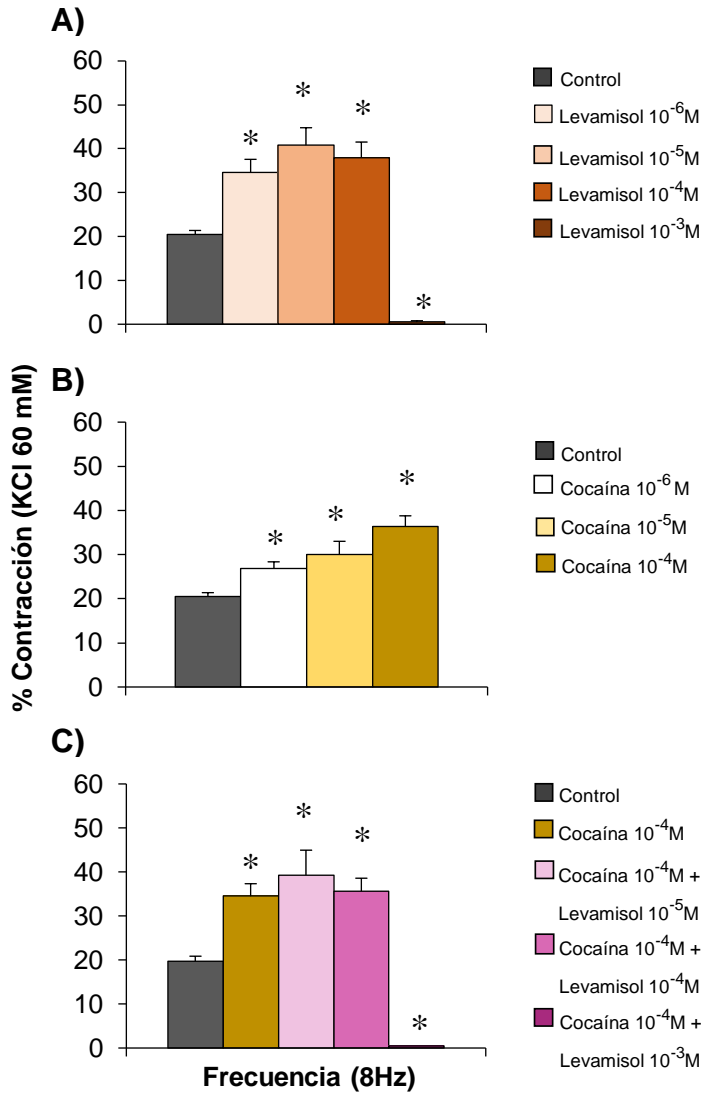 A)
60
50
40
30
20
10
0
*
*
*
*
Control
Levamisol 10-6M
Levamisol 10-5M
Levamisol 10-4M
Levamisol 10-3M
% Contracción (KCl 60 mM)
B)
60
50
40
30
20
10
0
*
*
*
Control
Cocaína 10-6 M
Cocaína 10-5M
Cocaína 10-4M
C)
60
50
40
30
20
10
0
*
*
*
*
Frecuencia (8Hz)
Control
Cocaína 10-4M
Cocaína 10-4M +
Levamisol 10-5M
Cocaína 10-4M +
Levamisol 10-4M
Cocaína 10-4M +
Levamisol 10-3M